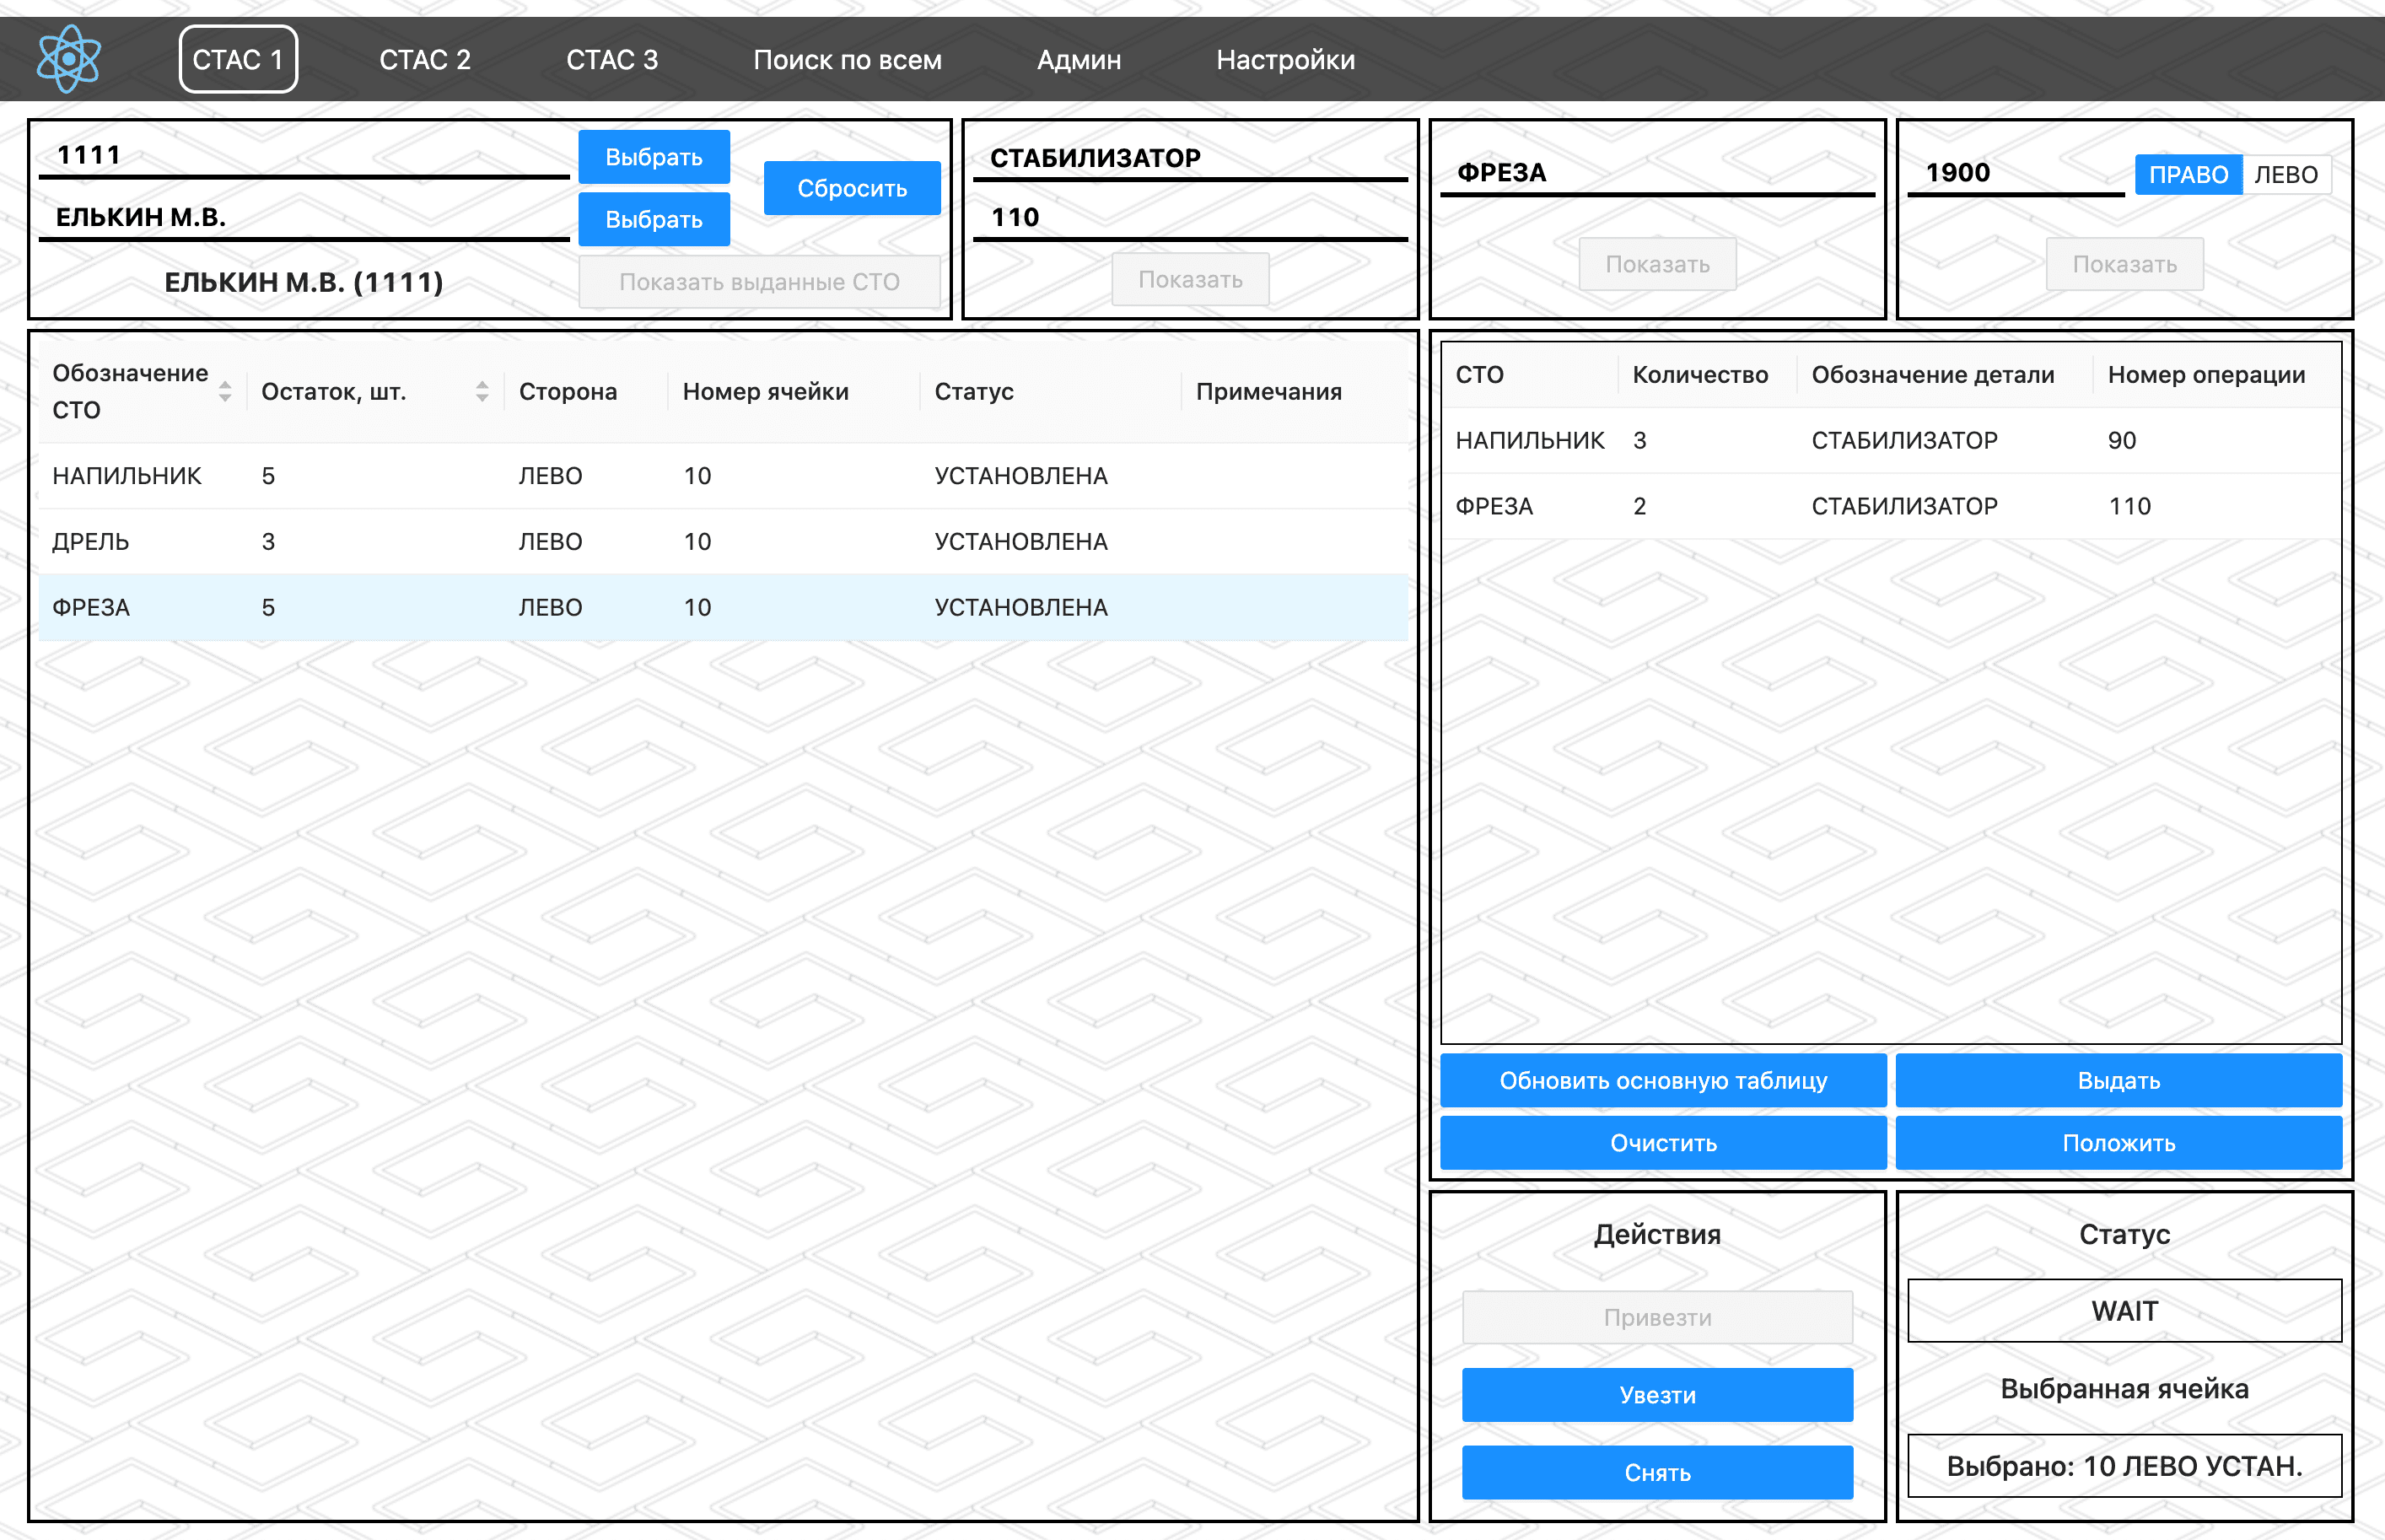 СТАС 1 СТАС 2 СТАС 3 Поиск по всем Админ Настройки
1111 Выбрать
ЕЛЬКИН М.В. Выбрать
Сбросить
ЕЛЬКИН М.В. (1111) Показать выданные СТО
СТАБИЛИЗАТОР
110
Показать
ФРЕЗА
Показать
1900 ПРАВО ЛЕВО
Показать
Обозначение СТО Остаток, шт. Сторона Номер ячейки Статус Примечания
НАПИЛЬНИК 5 ЛЕВО 10 УСТАНОВЛЕНА
ДРЕЛЬ 3 ЛЕВО 10 УСТАНОВЛЕНА
ФРЕЗА 5 ЛЕВО 10 УСТАНОВЛЕНА
СТО Количество Обозначение детали Номер операции
НАПИЛЬНИК 3 СТАБИЛИЗАТОР 90
ФРЕЗА 2 СТАБИЛИЗАТОР 110
Обновить основную таблицу Выдать
Очистить Положить
Действия
Привезти
Увезти
Снять
Статус
WAIT
Выбранная ячейка
Выбрано: 10 ЛЕВО УСТАН.